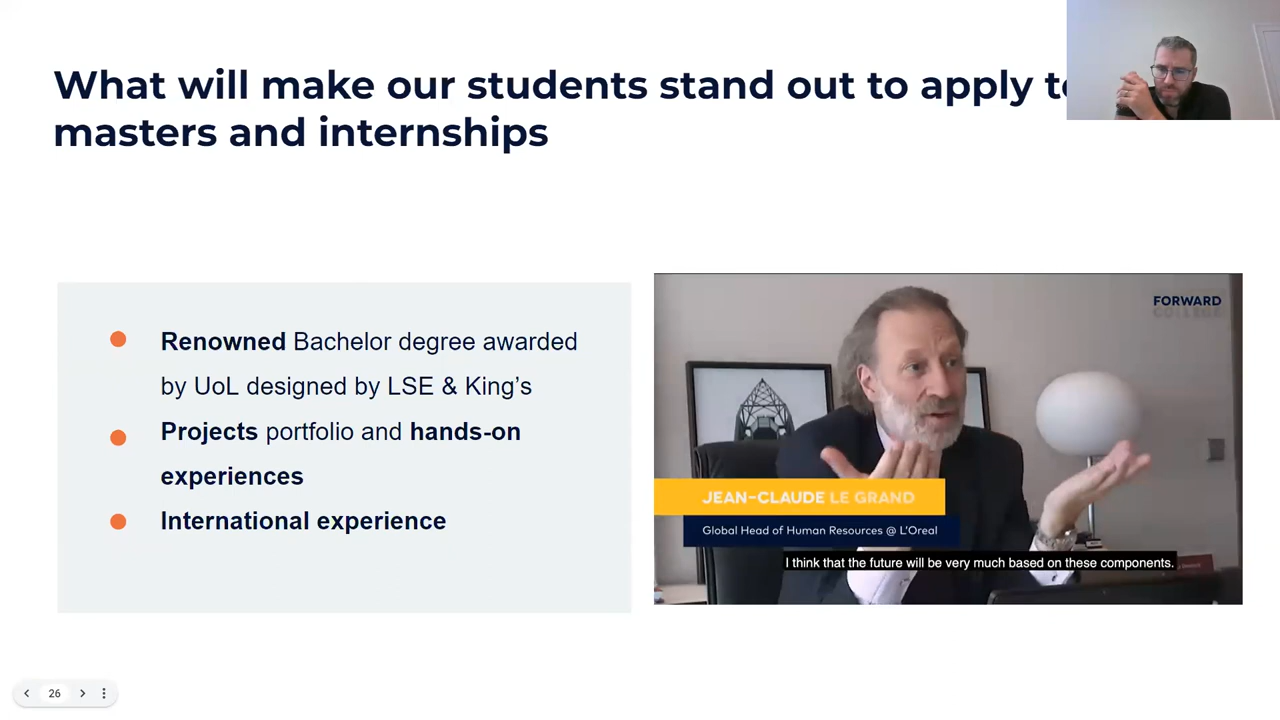 What will make our students stand out to apply to
masters and internships
Renowned Bachelor degree awarded
by UoL designed by LSE & King's
Projects portfolio and hands-on
experiences
International experience
FORWARD
COLLEGE
JEAN-CLAUDE LE GRAND
Global Head of Human Resources @ L'Oreal
I think that the future will be very much based on these components.
26